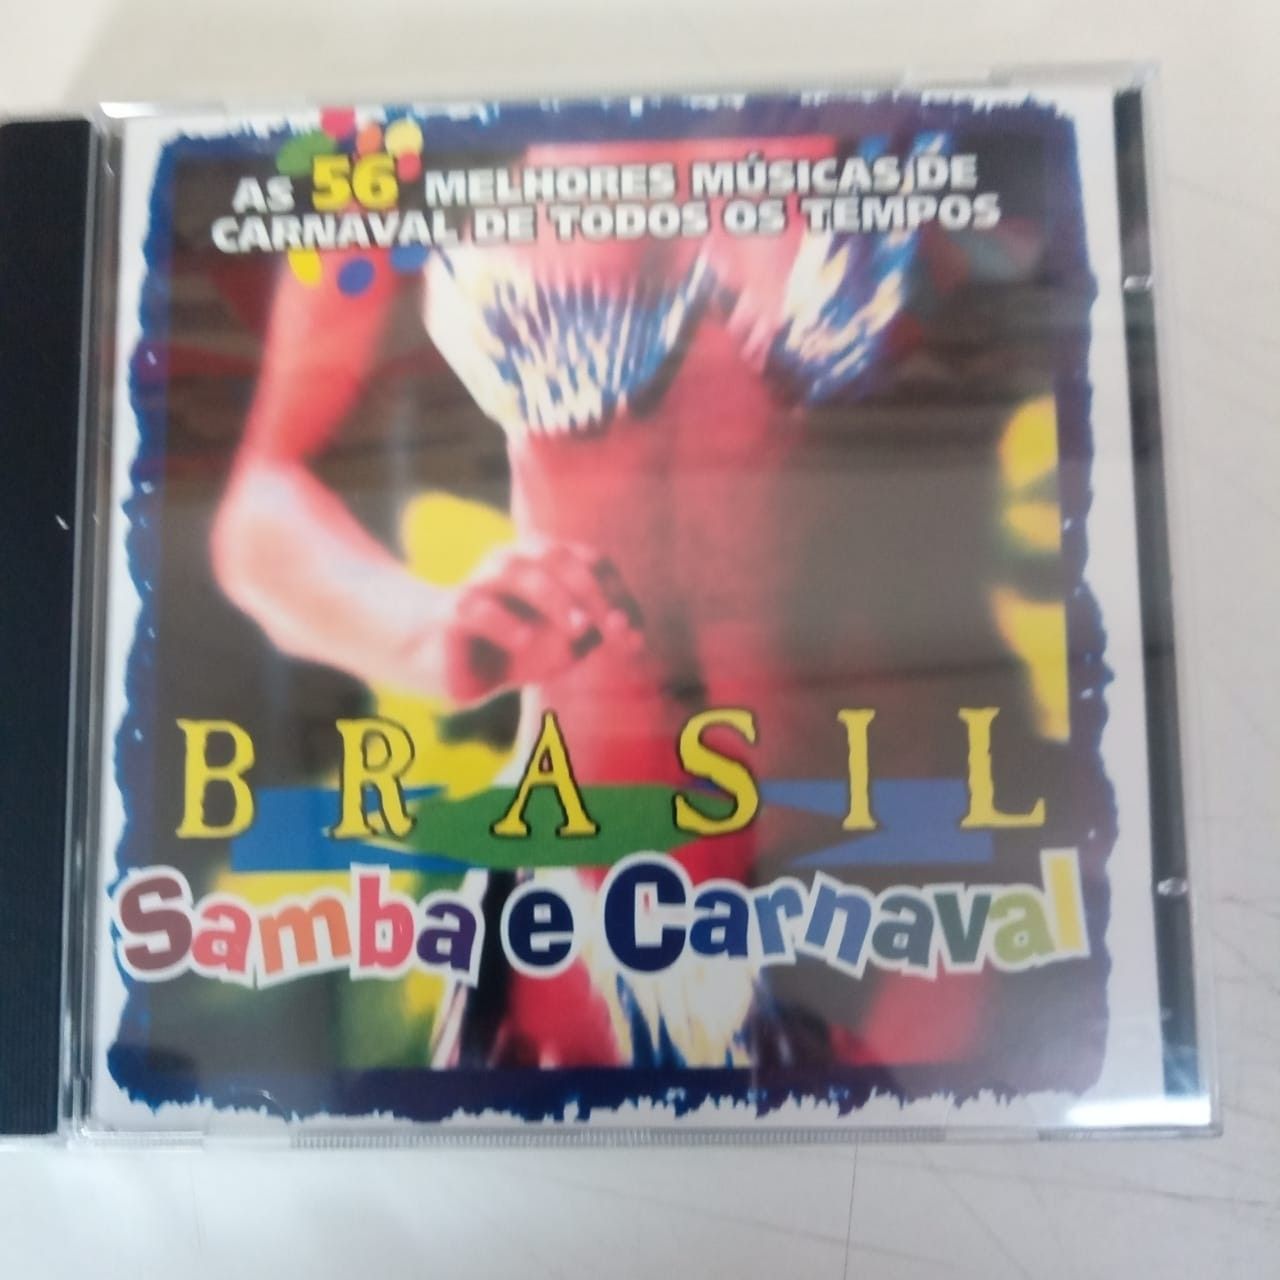 AS 56 MELHORES MÚSICAS DE
CARNAVAL DE TODOS OS TEMPOS
BRASIL
Samba e Carnaval